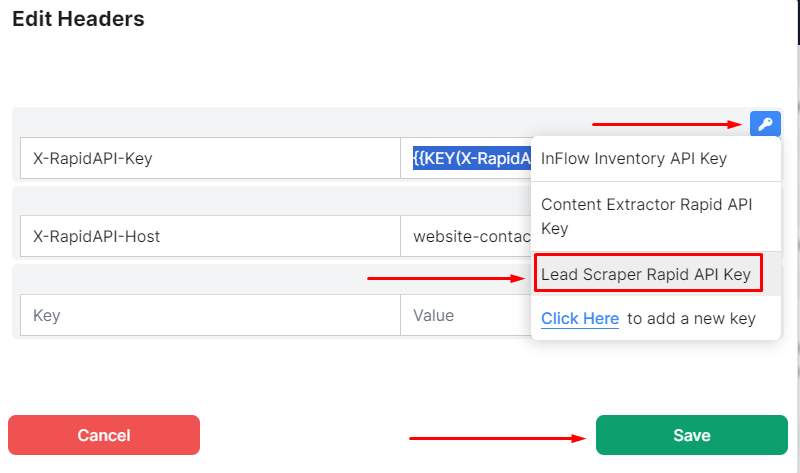 Edit Headers
X-RapidAPI-Key
{{KEY(X-RapidA
InFlow Inventory API Key
Content Extractor Rapid API
Key
X-RapidAPI-Host
website-contac
Lead Scraper Rapid API Key
Key
Value
Click Here to add a new key
Cancel
Save